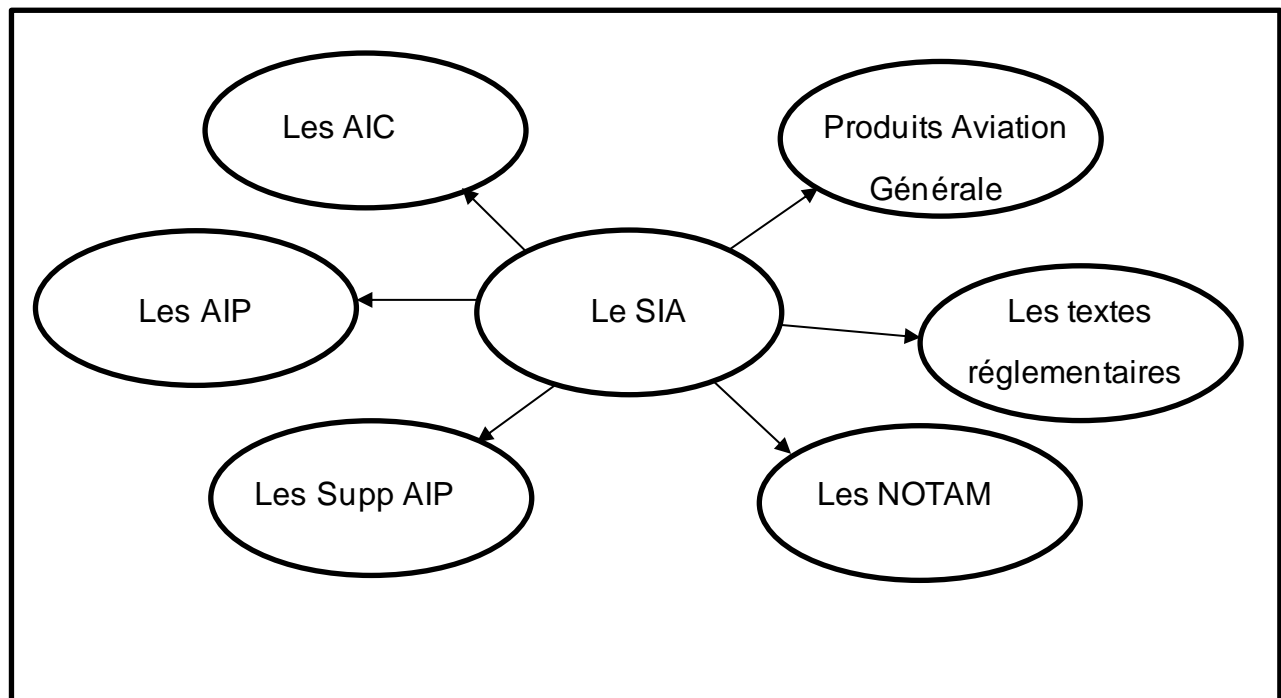 Les AIC
Produits Aviation
Générale
Les AIP
Le SIA
Les textes
réglementaires
Les Supp AIP
Les NOTAM